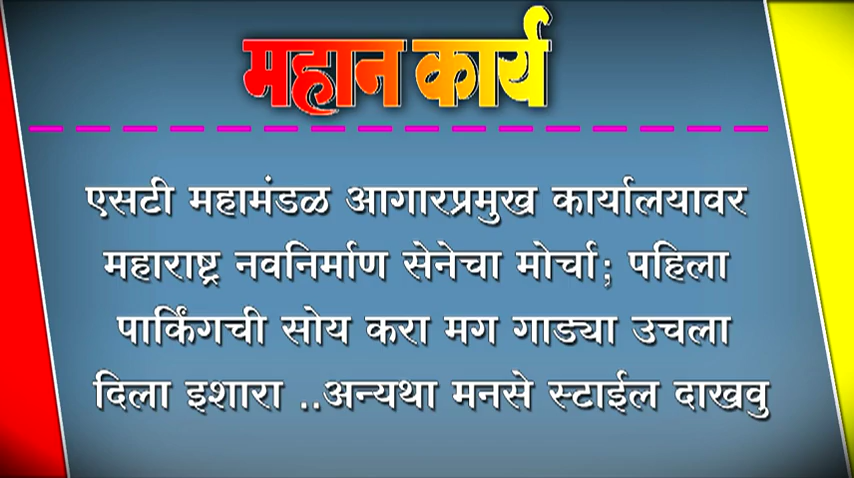 महान कार्य
एसटी महामंडळ आगारप्रमुख कार्यालयावर
महाराष्ट्र नवनिर्माण सेनेचा मोर्चा; पहिला
पार्किंगची सोय करा मग गाड्या उचला
दिला इशारा ..अन्यथा मनसे स्टाईल दाखवु